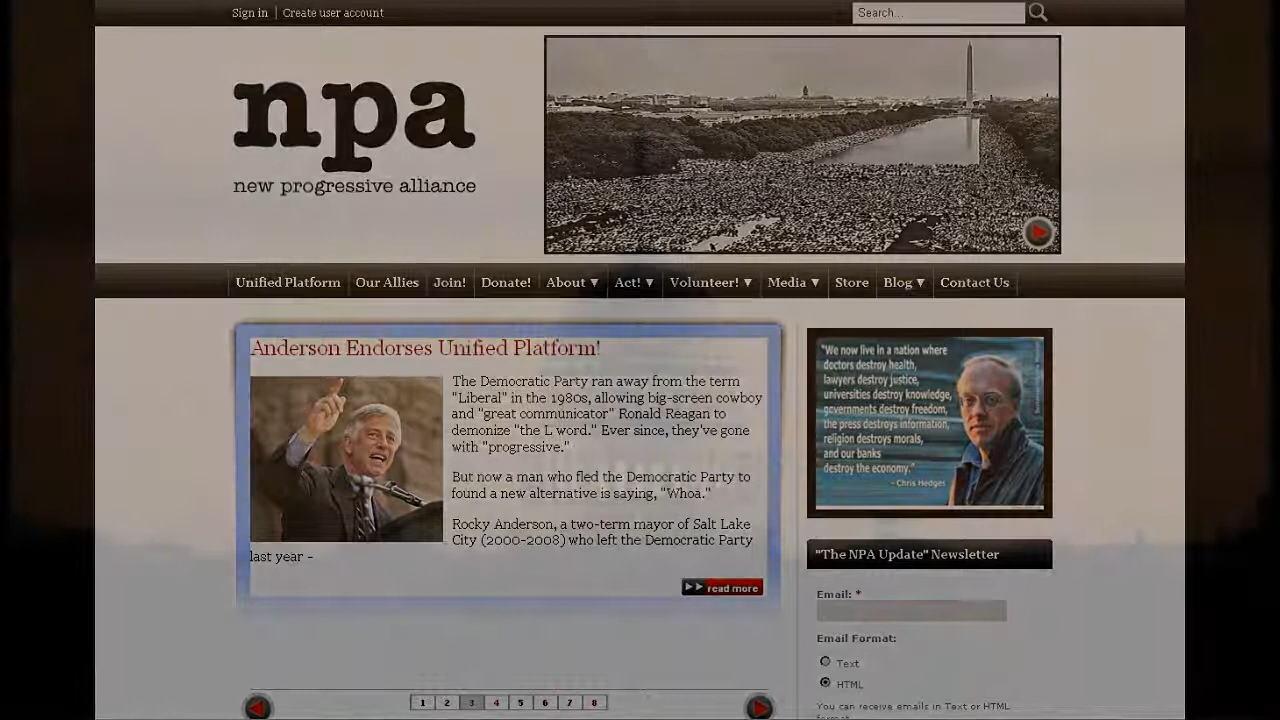 Sign in | Create user account
Search...
npa
new progressive alliance
Unified Platform
Our Allies
Join!
Donate!
About ▼
Act! ▼
Volunteer! ▼
Media ▼
Store
Blog ▼
Contact Us
Anderson Endorses Unified Platform!
The Democratic Party ran away from the term
"Liberal" in the 1980s, allowing big-screen cowboy
and "great communicator" Ronald Reagan to
demonize "the L word." Ever since, they've gone
with "progressive."
But now a man who fled the Democratic Party to
found a new alternative is saying, "Whoa."
Rocky Anderson, a two-term mayor of Salt Lake
City (2000-2008) who left the Democratic Party
last year -
read more
1 2 3 4 5 6 7 8
"We now live in a nation where
doctors destroy health,
lawyers destroy justice,
universities destroy knowledge,
governments destroy freedom,
the press destroys information,
religion destroys morals,
and our banks
destroy the economy."
- Chris Hedges
"The NPA Update" Newsletter
Email: *
Email Format:
Text
HTML
You can receive emails in Text or HTML
format.